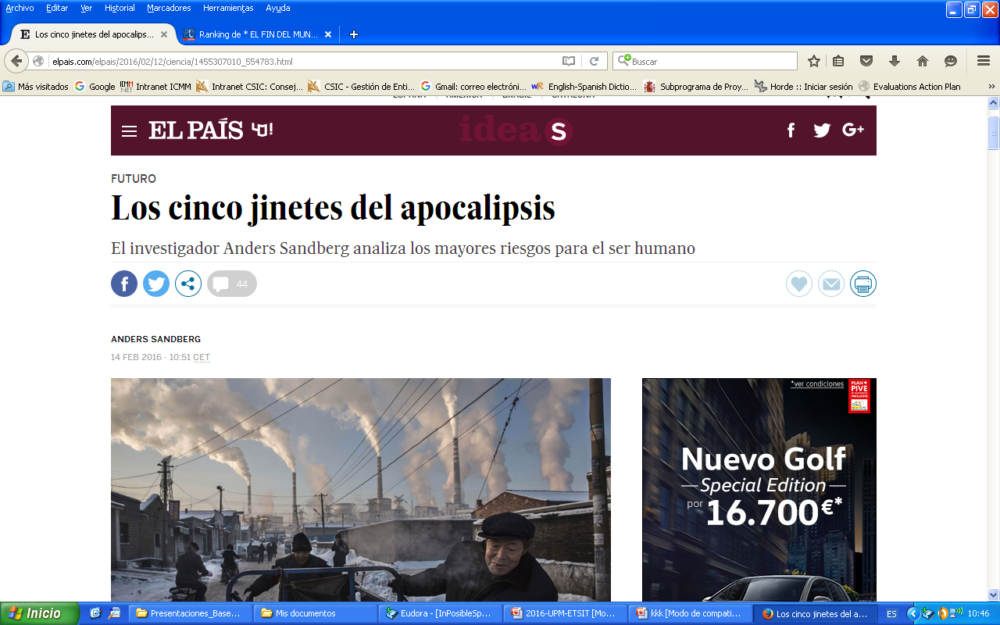 Archivo Editar Ver Historial Marcadores Herramientas Ayuda
Los cinco jinetes del apocalips... Ranking de * EL FIN DEL MUN...
elpais.com/elpais/2016/02/12/ciencia/1455307010_554783.html Buscar
Más visitados Google Intranet ICMM Intranet CSIC: Consej... CSIC - Gestión de Enti... Gmail: correo electróni... English-Spanish Dictio... Subprograma de Proy... Horde :: Iniciar sesión Evaluations Action Plan »
ESPAÑA AMÉRICA BRASIL CATALUÑA
EL PAÍS ideaS G+
FUTURO
Los cinco jinetes del apocalipsis
El investigador Anders Sandberg analiza los mayores riesgos para el ser humano
44
ANDERS SANDBERG
14 FEB 2016 - 10:51 CET
*ver condiciones
PLAN PIVE INCLUIDO
Nuevo Golf
Special Edition
por 16.700€*
Inicio Presentaciones_Base... Mis documentos Eudora - [InPosibleSp... 2016-UPM-ETSIT [Mo... kkk [Modo de compati... Los cinco jinetes del a... ES 10:46